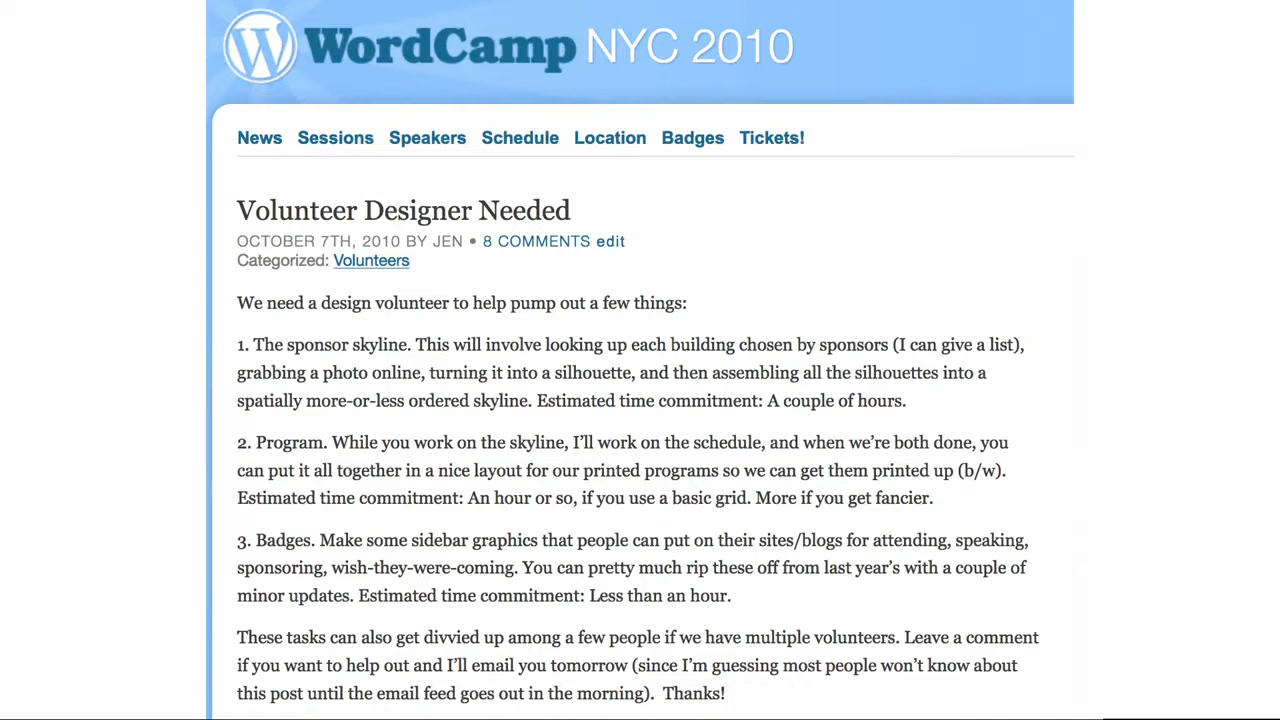 WordCamp NYC 2010
News Sessions Speakers Schedule Location Badges Tickets!
Volunteer Designer Needed
OCTOBER 7TH, 2010 BY JEN • 8 COMMENTS edit
Categorized: Volunteers
We need a design volunteer to help pump out a few things:
1. The sponsor skyline. This will involve looking up each building chosen by sponsors (I can give a list),
grabbing a photo online, turning it into a silhouette, and then assembling all the silhouettes into a
spatially more-or-less ordered skyline. Estimated time commitment: A couple of hours.
2. Program. While you work on the skyline, I’ll work on the schedule, and when we’re both done, you
can put it all together in a nice layout for our printed programs so we can get them printed up (b/w).
Estimated time commitment: An hour or so, if you use a basic grid. More if you get fancier.
3. Badges. Make some sidebar graphics that people can put on their sites/blogs for attending, speaking,
sponsoring, wish-they-were-coming. You can pretty much rip these off from last year’s with a couple of
minor updates. Estimated time commitment: Less than an hour.
These tasks can also get divvied up among a few people if we have multiple volunteers. Leave a comment
if you want to help out and I’ll email you tomorrow (since I’m guessing most people won’t know about
this post until the email feed goes out in the morning).  Thanks!